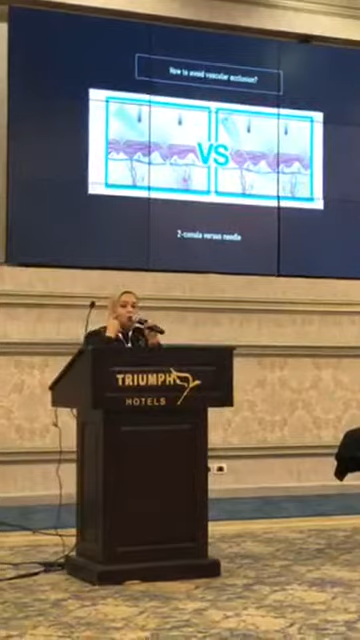 How to avoid vascular occlusion?
VS
2-canula versus needle
TRIUMPH
HOTELS